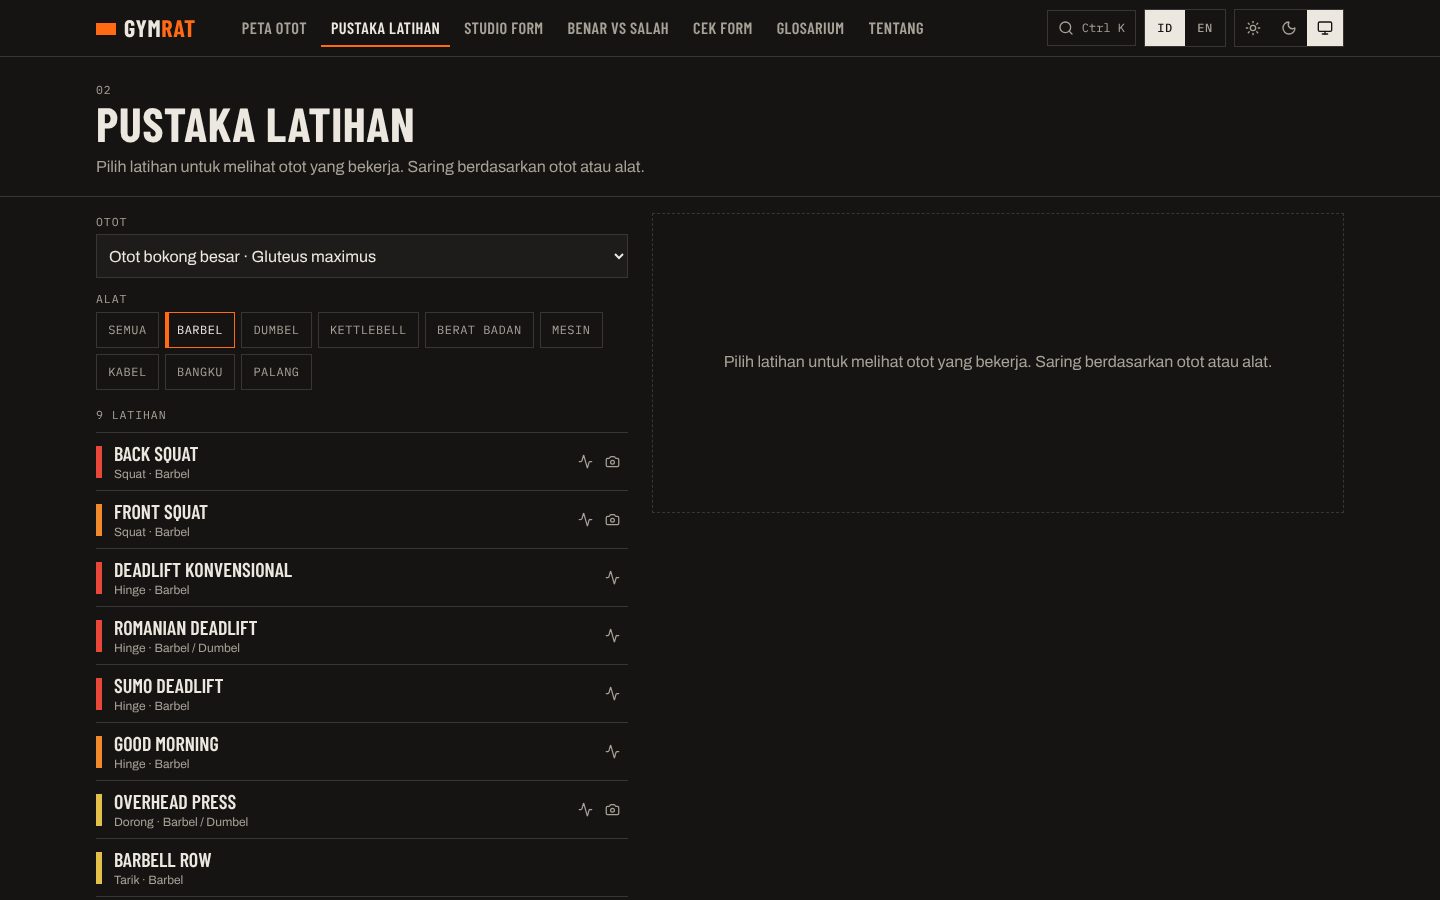 GYMRAT
PETA OTOT
PUSTAKA LATIHAN
STUDIO FORM
BENAR VS SALAH
CEK FORM
GLOSARIUM
TENTANG
Ctrl K
ID
EN
02
PUSTAKA LATIHAN
Pilih latihan untuk melihat otot yang bekerja. Saring berdasarkan otot atau alat.
OTOT
Otot bokong besar · Gluteus maximus
ALAT
SEMUA
BARBEL
DUMBEL
KETTLEBELL
BERAT BADAN
MESIN
KABEL
BANGKU
PALANG
9 LATIHAN
BACK SQUAT
Squat · Barbel
FRONT SQUAT
Squat · Barbel
DEADLIFT KONVENSIONAL
Hinge · Barbel
ROMANIAN DEADLIFT
Hinge · Barbel / Dumbel
SUMO DEADLIFT
Hinge · Barbel
GOOD MORNING
Hinge · Barbel
OVERHEAD PRESS
Dorong · Barbel / Dumbel
BARBELL ROW
Tarik · Barbel
Pilih latihan untuk melihat otot yang bekerja. Saring berdasarkan otot atau alat.